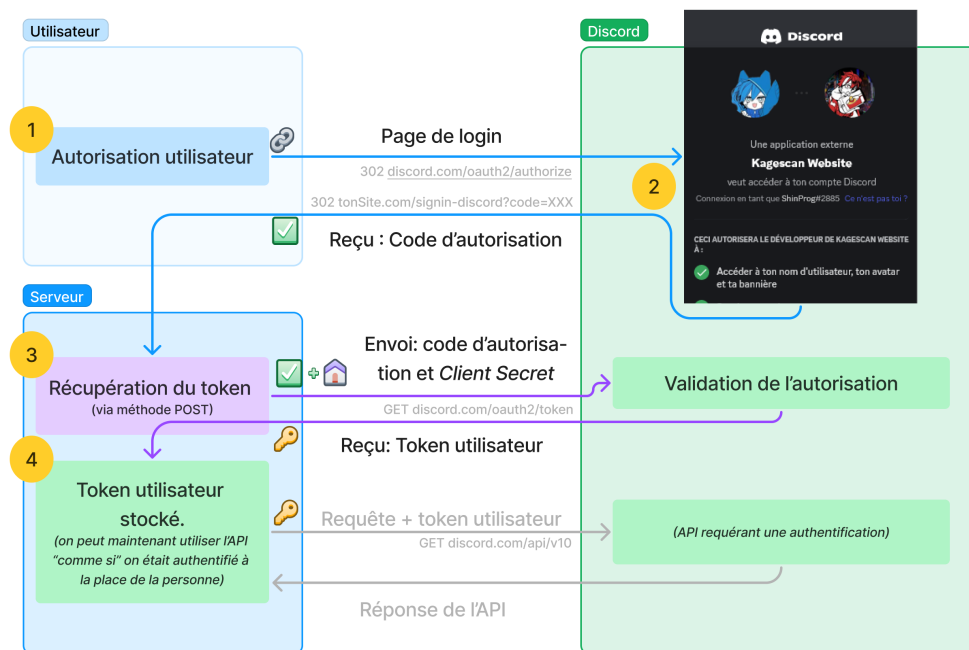 Utilisateur
Discord
Discord
1
Autorisation utilisateur
Page de login
302 discord.com/oauth2/authorize
2
Une application externe
Kagescan Website
veut accéder à ton compte Discord
Connexion en tant que ShinProg#2885 Ce n'est pas toi ?
302 tonSite.com/signin-discord?code=XXX
Reçu : Code d'autorisation
CECI AUTORISERA LE DÉVELOPPEUR DE KAGESCAN WEBSITE
À :
Accéder à ton nom d'utilisateur, ton avatar
et ta bannière
Serveur
3
Récupération du token
(via méthode POST)
Envoi: code d'autorisa-
tion et Client Secret
GET discord.com/oauth2/token
Validation de l'autorisation
Reçu: Token utilisateur
4
Token utilisateur
stocké.
(on peut maintenant utiliser l'API
"comme si" on était authentifié à
la place de la personne)
Requête + token utilisateur
GET discord.com/api/v10
(API requérant une authentification)
Réponse de l'API